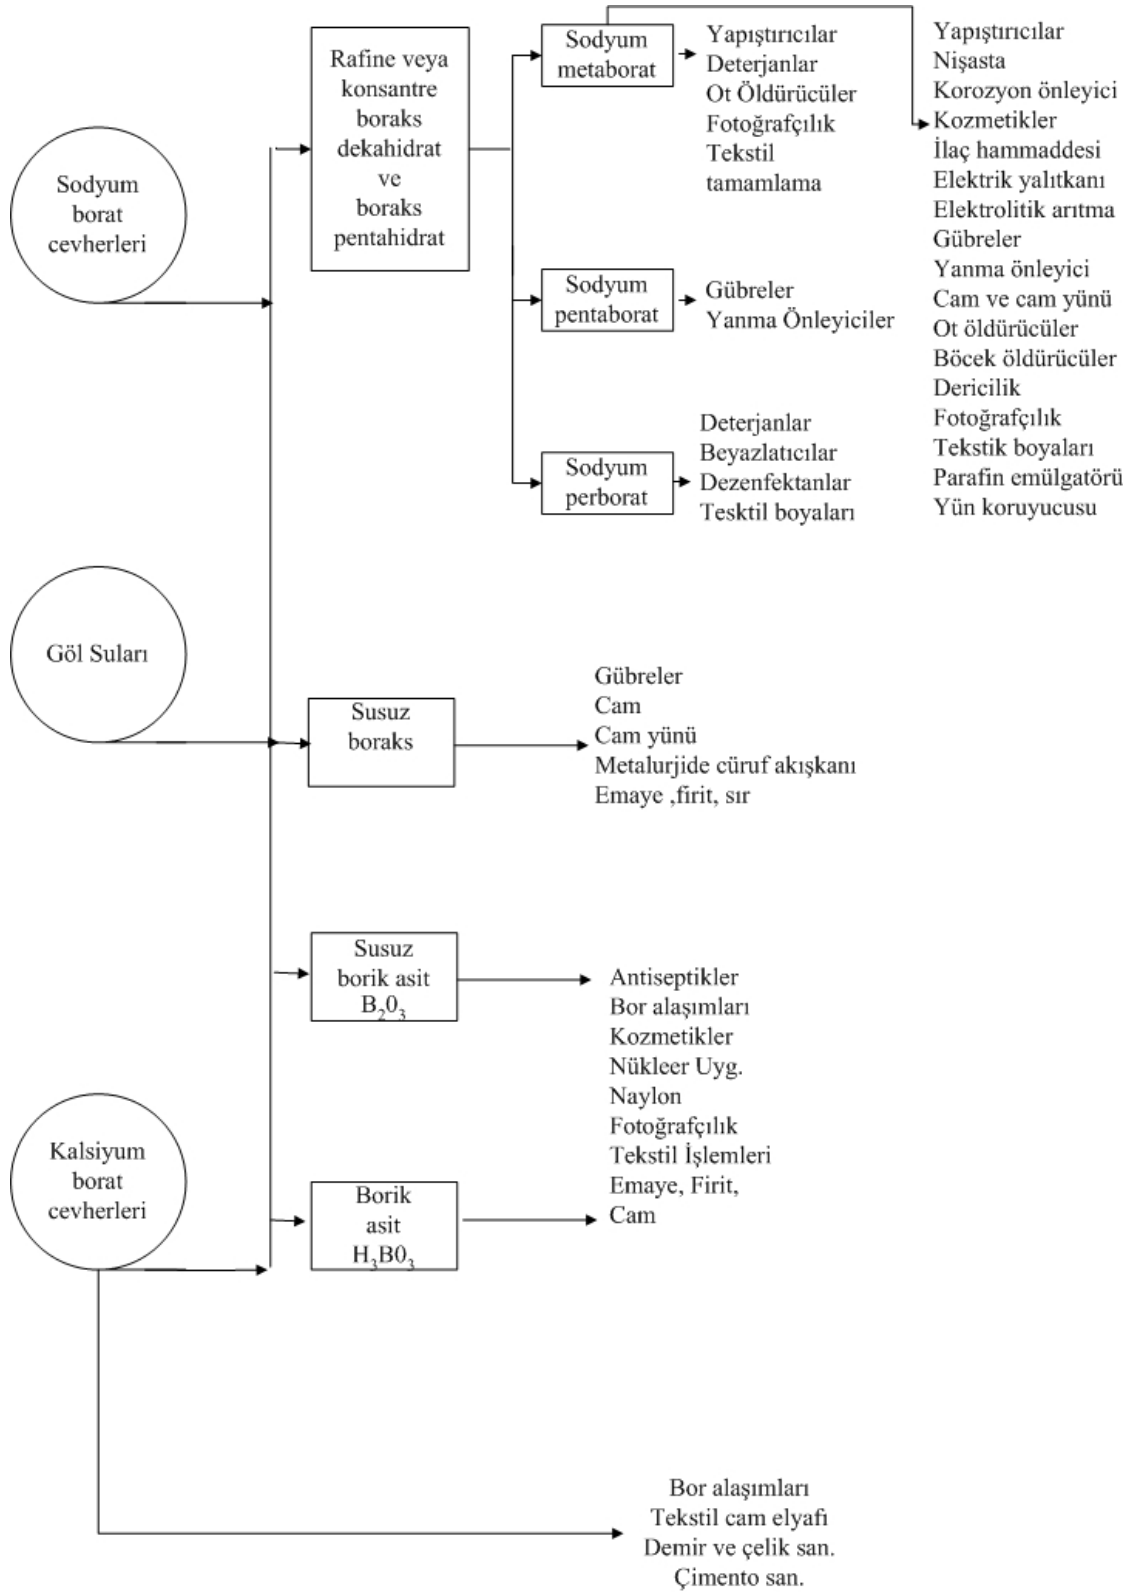 Sodyum
borat
cevherleri
Rafine veya
konsantre
boraks
dekahidrat
ve
boraks
pentahidrat
Sodyum
metaborat
Yapıştırıcılar
Deterjanlar
Ot Öldürücüler
Fotoğrafçılık
Tekstil
tamamlama
Yapıştırıcılar
Nişasta
Korozyon önleyici
Kozmetikler
İlaç hammaddesi
Elektrik yalıtkanı
Elektrolitik arıtma
Gübreler
Yanma önleyici
Cam ve cam yünü
Ot öldürücüler
Böcek öldürücüler
Dericilik
Fotoğrafçılık
Tekstik boyaları
Parafin emülgatörü
Yün koruyucusu
Sodyum
pentaborat
Gübreler
Yanma Önleyiciler
Sodyum
perborat
Deterjanlar
Beyazlatıcılar
Dezenfektanlar
Tesktil boyaları
Göl Suları
Susuz
boraks
Gübreler
Cam
Cam yünü
Metalurjide cüruf akışkanı
Emaye ,firit, sır
Susuz
borik asit
B₂0₃
Antiseptikler
Bor alaşımları
Kozmetikler
Nükleer Uyg.
Naylon
Fotoğrafçılık
Tekstil İşlemleri
Emaye, Firit,
Cam
Kalsiyum
borat
cevherleri
Borik
asit
H₃B0₃
Bor alaşımları
Tekstil cam elyafı
Demir ve çelik san.
Çimento san.